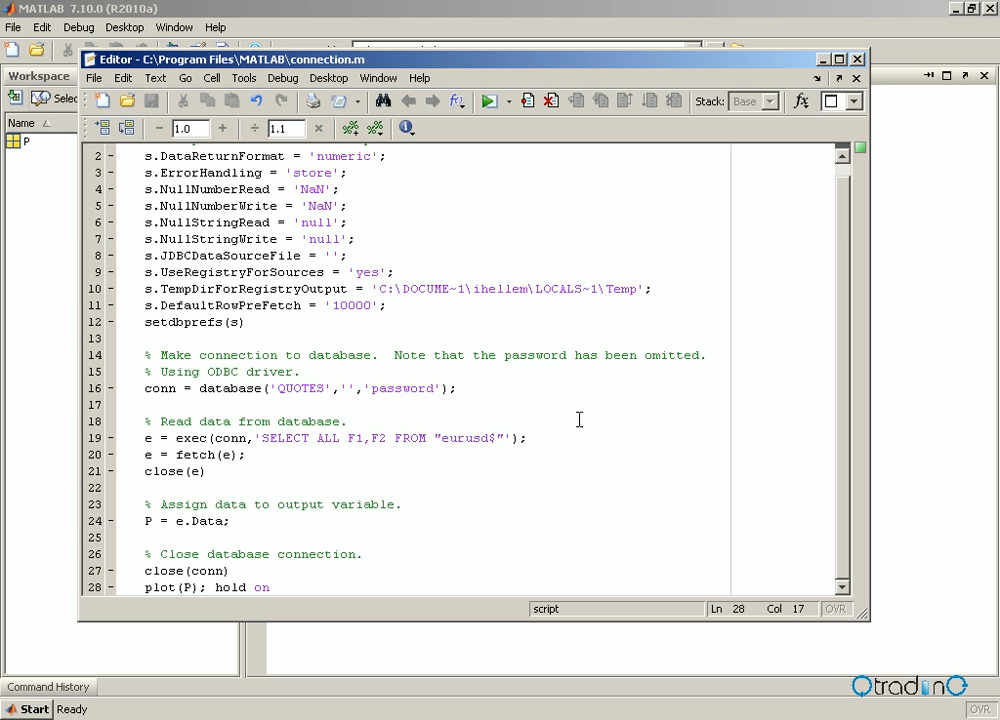 MATLAB 7.10.0 (R2010a)
File Edit Debug Desktop Window Help
Workspace
Selec
Name
P
Editor - C:\Program Files\MATLAB\connection.m
File Edit Text Go Cell Tools Debug Desktop Window Help
Stack: Base fx
1.0 1.1
2 - s.DataReturnFormat = 'numeric';
3 - s.ErrorHandling = 'store';
4 - s.NullNumberRead = 'NaN';
5 - s.NullNumberWrite = 'NaN';
6 - s.NullStringRead = 'null';
7 - s.NullStringWrite = 'null';
8 - s.JDBCDataSourceFile = '';
9 - s.UseRegistryForSources = 'yes';
10 - s.TempDirForRegistryOutput = 'C:\DOCUME~1\ihellem\LOCALS~1\Temp';
11 - s.DefaultRowPreFetch = '10000';
12 - setdbprefs(s)
13
14 % Make connection to database.  Note that the password has been omitted.
15 % Using ODBC driver.
16 - conn = database('QUOTES','','password');
17
18 % Read data from database.
19 - e = exec(conn,'SELECT ALL F1,F2 FROM "eurusd$"');
20 - e = fetch(e);
21 - close(e)
22
23 % Assign data to output variable.
24 - P = e.Data;
25
26 % Close database connection.
27 - close(conn)
28 - plot(P); hold on
script Ln 28 Col 17 OVR
Command History
Start Ready
QtradinG
OVR